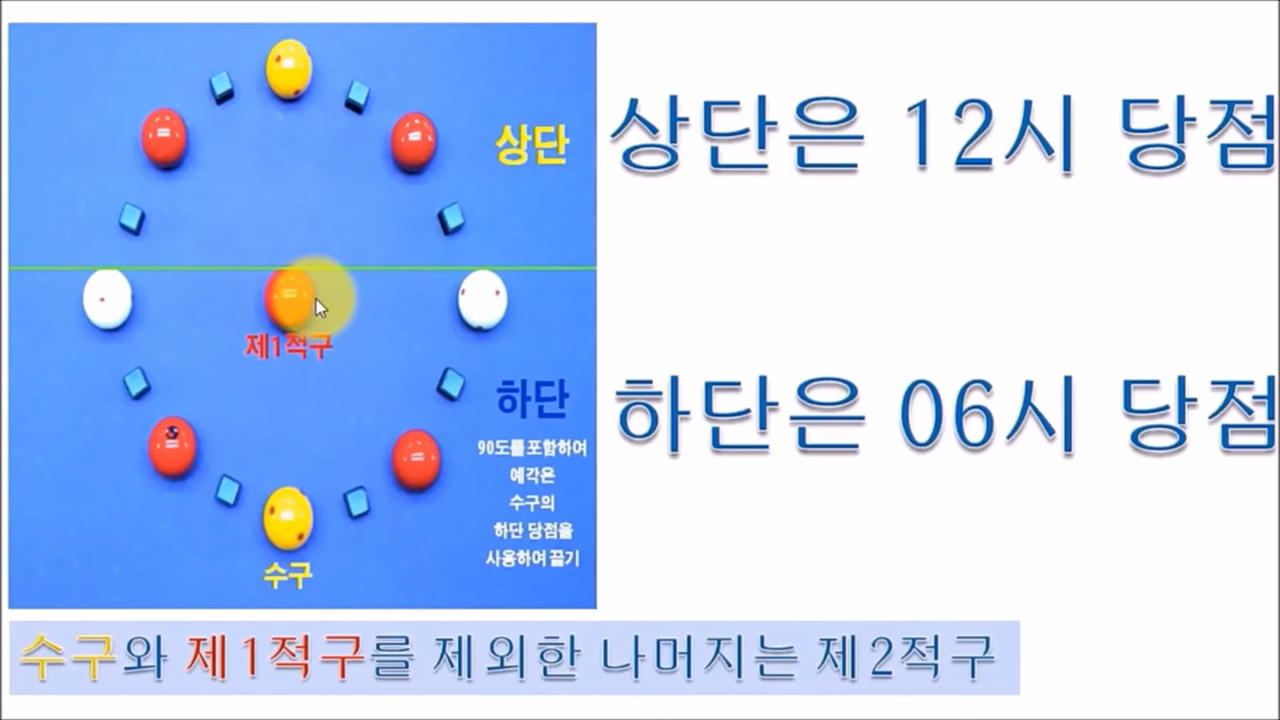 상단
상단은 12시 당점
제1적구
하단
하단은 06시 당점
90도를 포함하여
예각은
수구의
하단 당점을
사용하여 끌기
수구
수구와 제1적구를 제외한 나머지는 제2적구